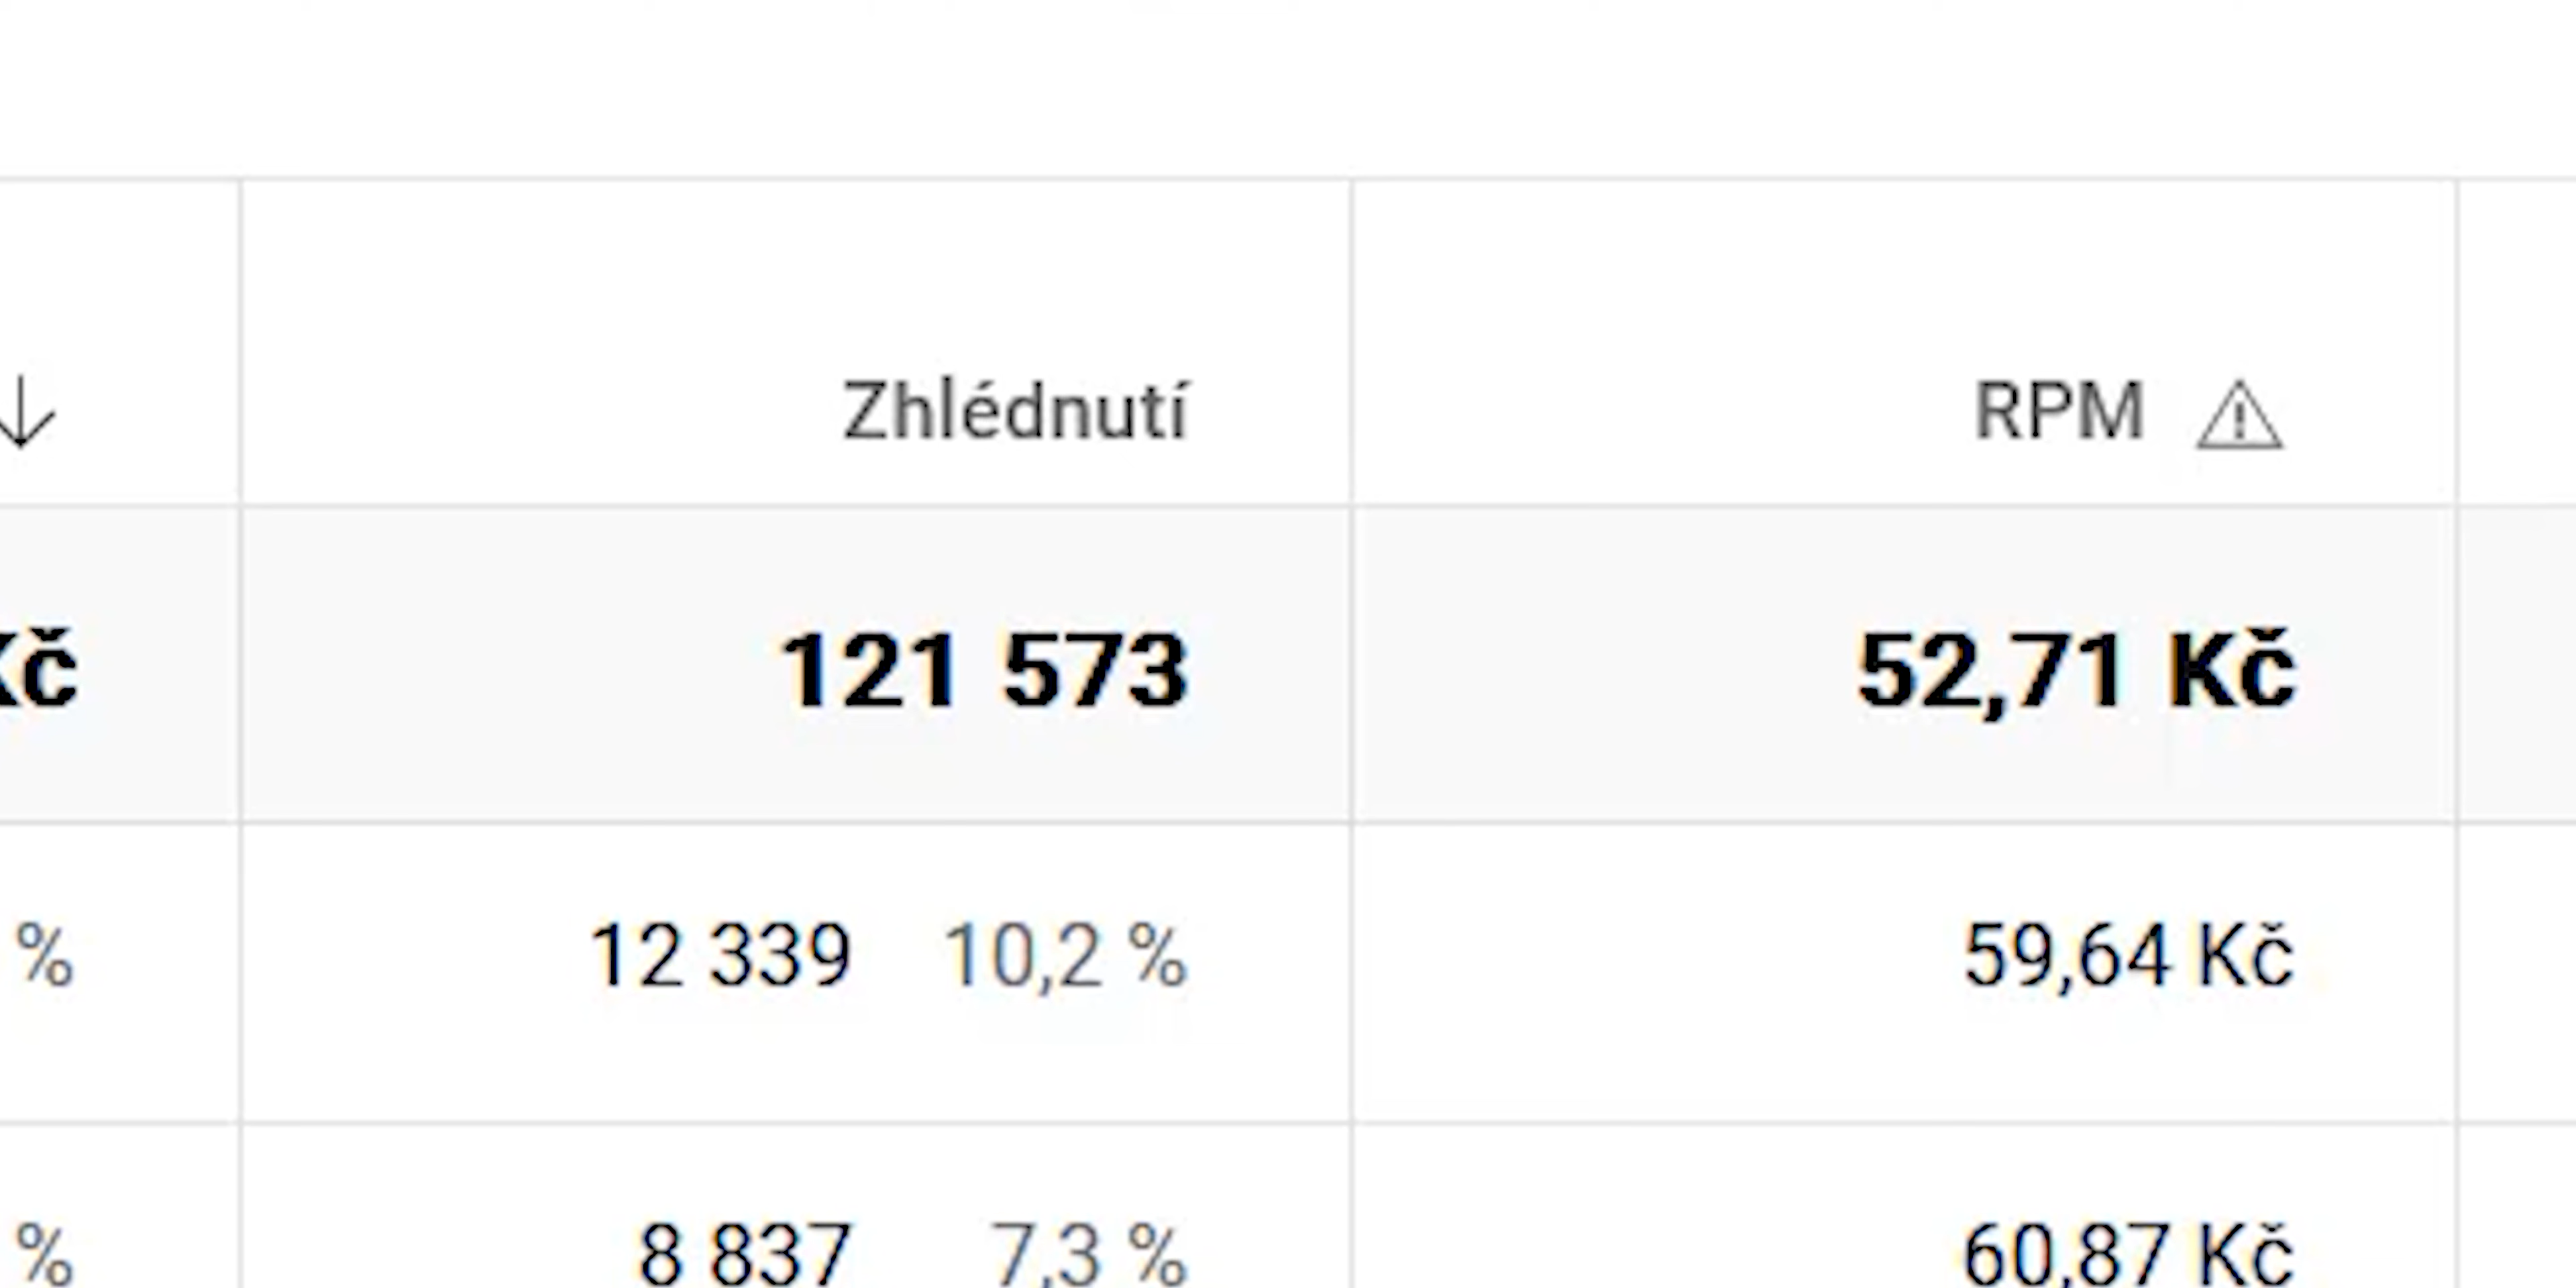 Zhlédnutí RPM
Kč 121 573 52,71 Kč
% 12 339 10,2 % 59,64 Kč
% 8 837 7,3 % 60,87 Kč